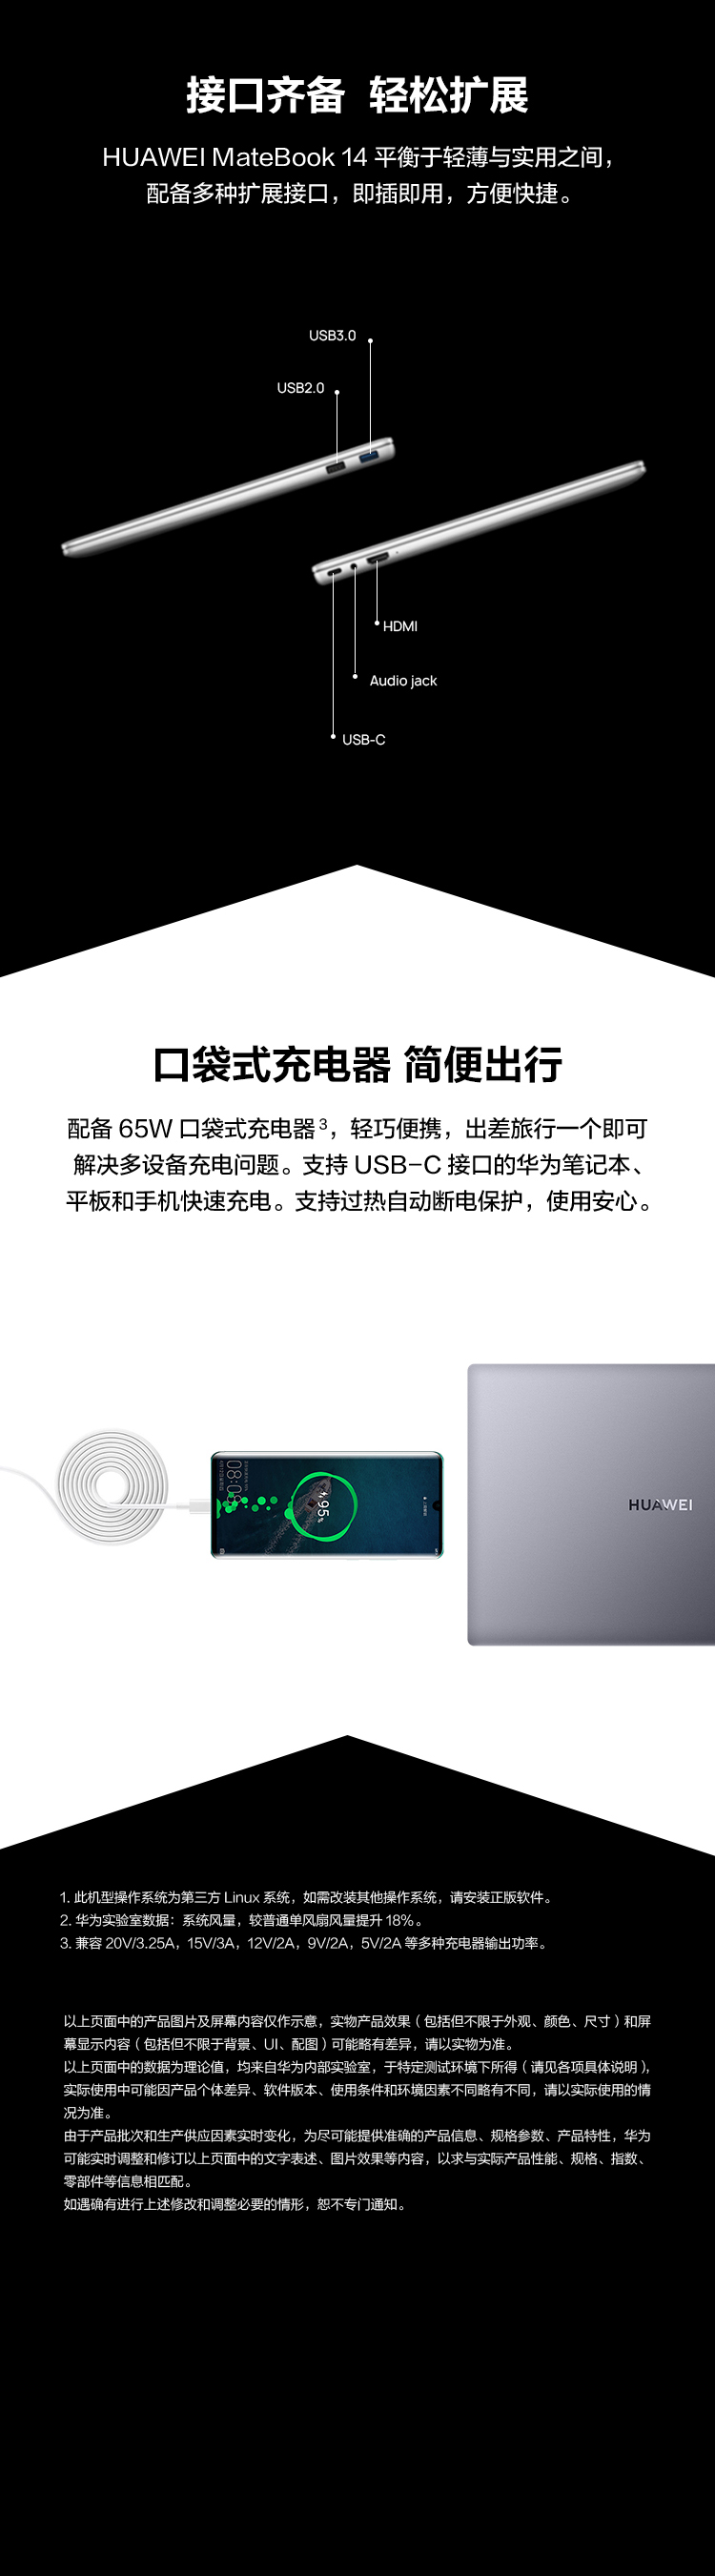 接口齐备 轻松扩展
HUAWEI MateBook 14 平衡于轻薄与实用之间，
配备多种扩展接口，即插即用，方便快捷。
USB3.0
USB2.0
HDMI
Audio jack
USB-C
口袋式充电器 简便出行
配备 65W 口袋式充电器³，轻巧便携，出差旅行一个即可
解决多设备充电问题。支持 USB-C 接口的华为笔记本、
平板和手机快速充电。支持过热自动断电保护，使用安心。
08:08
95%
HUAWEI
1. 此机型操作系统为第三方 Linux 系统，如需改装其他操作系统，请安装正版软件。
2. 华为实验室数据：系统风量，较普通单风扇风量提升 18%。
3. 兼容 20V/3.25A，15V/3A，12V/2A，9V/2A，5V/2A 等多种充电器输出功率。
以上页面中的产品图片及屏幕内容仅作示意，实物产品效果（包括但不限于外观、颜色、尺寸）和屏
幕显示内容（包括但不限于背景、UI、配图）可能略有差异，请以实物为准。
以上页面中的数据为理论值，均来自华为内部实验室，于特定测试环境下所得（请见各项具体说明），
实际使用中可能因产品个体差异、软件版本、使用条件和环境因素不同略有不同，请以实际使用的情
况为准。
由于产品批次和生产供应因素实时变化，为尽可能提供准确的产品信息、规格参数、产品特性，华为
可能实时调整和修订以上页面中的文字表述、图片效果等内容，以求与实际产品性能、规格、指数、
零部件等信息相匹配。
如遇确有进行上述修改和调整必要的情形，恕不专门通知。